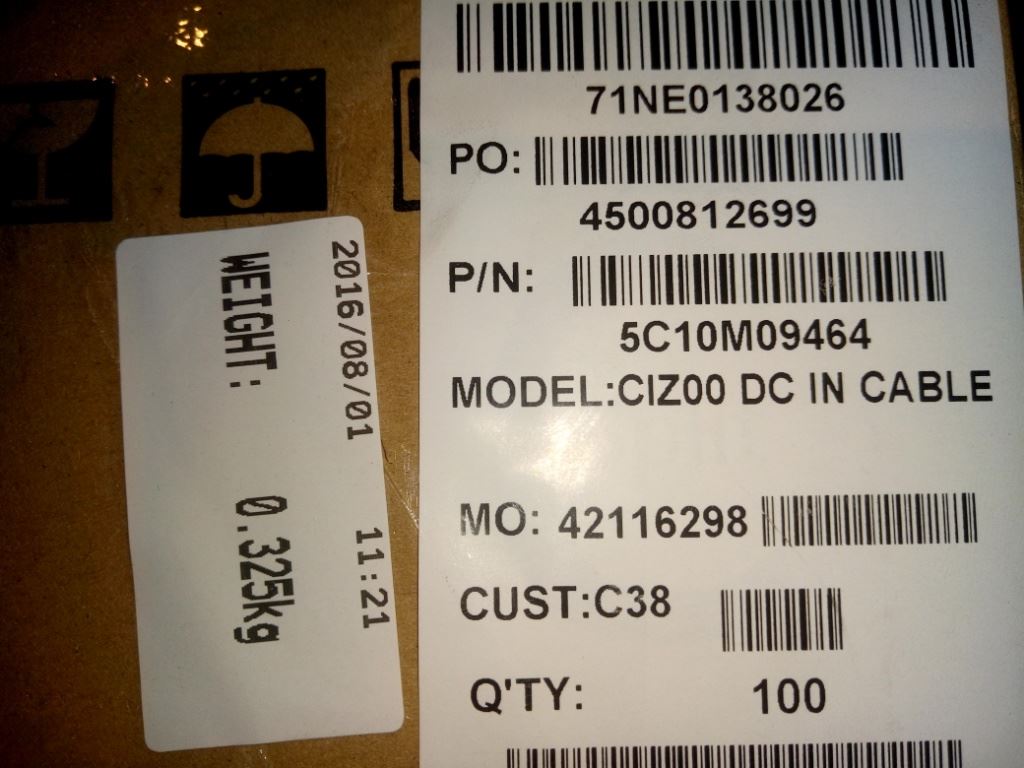 71NE0138026
PO:
4500812699
P/N:
5C10M09464
MODEL:CIZ00 DC IN CABLE
MO: 42116298
CUST:C38
Q'TY: 100
2016/08/01 11:21
WEIGHT: 0.325kg